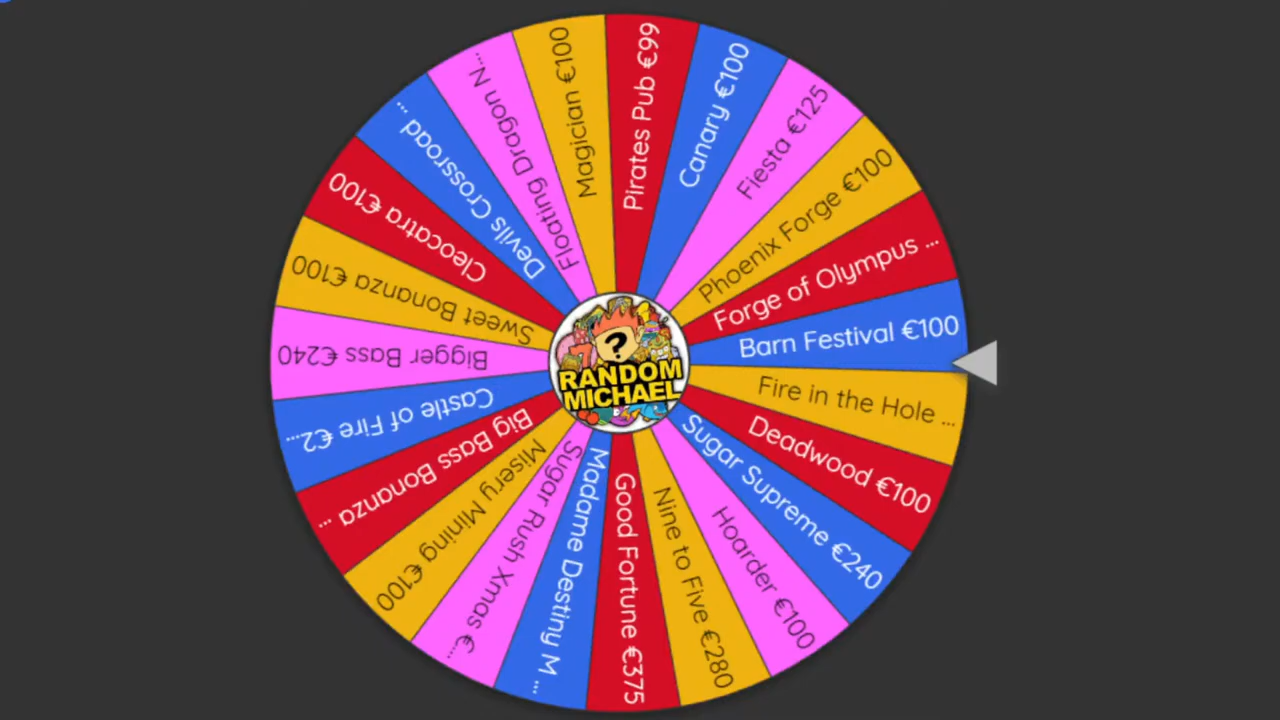 Pirates Pub €99
Canary €100
Fiesta €125
Phoenix Forge €100
Forge of Olympus ...
Barn Festival €100
Fire in the Hole ...
Deadwood €100
Sugar Supreme €240
Hoarder €100
Nine to Five €280
Good Fortune €375
Madame Destiny M ...
Sugar Rush Xmas €...
Misery Mining €100
Big Bass Bonanza ...
Castle of Fire €2...
Bigger Bass €240
Sweet Bonanza €100
Cleocatra €100
Devils Crossroad ...
Floating Dragon N...
Magician €100
?
7
RANDOM
MICHAEL